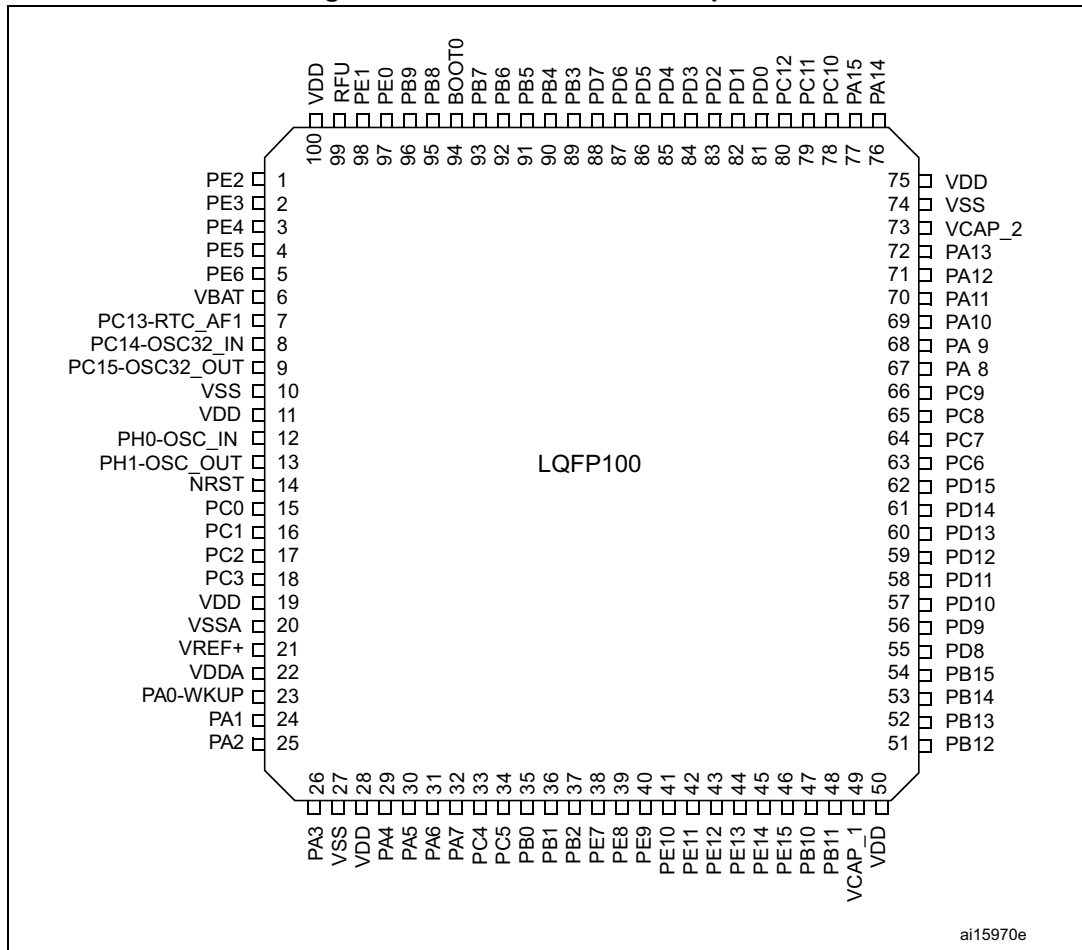 VDD
RFU
PE1
PE0
PB9
PB8
BOOT0
PB7
PB6
PB5
PB4
PB3
PD7
PD6
PD5
PD4
PD3
PD2
PD1
PD0
PC12
PC11
PC10
PA15
PA14
100
99
98
97
96
95
94
93
92
91
90
89
88
87
86
85
84
83
82
81
80
79
78
77
76
PE2 1
PE3 2
PE4 3
PE5 4
PE6 5
VBAT 6
PC13-RTC_AF1 7
PC14-OSC32_IN 8
PC15-OSC32_OUT 9
VSS 10
VDD 11
PH0-OSC_IN 12
PH1-OSC_OUT 13
NRST 14
PC0 15
PC1 16
PC2 17
PC3 18
VDD 19
VSSA 20
VREF+ 21
VDDA 22
PA0-WKUP 23
PA1 24
PA2 25
LQFP100
75 VDD
74 VSS
73 VCAP_2
72 PA13
71 PA12
70 PA11
69 PA10
68 PA 9
67 PA 8
66 PC9
65 PC8
64 PC7
63 PC6
62 PD15
61 PD14
60 PD13
59 PD12
58 PD11
57 PD10
56 PD9
55 PD8
54 PB15
53 PB14
52 PB13
51 PB12
26
27
28
29
30
31
32
33
34
35
36
37
38
39
40
41
42
43
44
45
46
47
48
49
50
PA3
VSS
VDD
PA4
PA5
PA6
PA7
PC4
PC5
PB0
PB1
PB2
PE7
PE8
PE9
PE10
PE11
PE12
PE13
PE14
PE15
PB10
PB11
VCAP_1
VDD
ai15970e